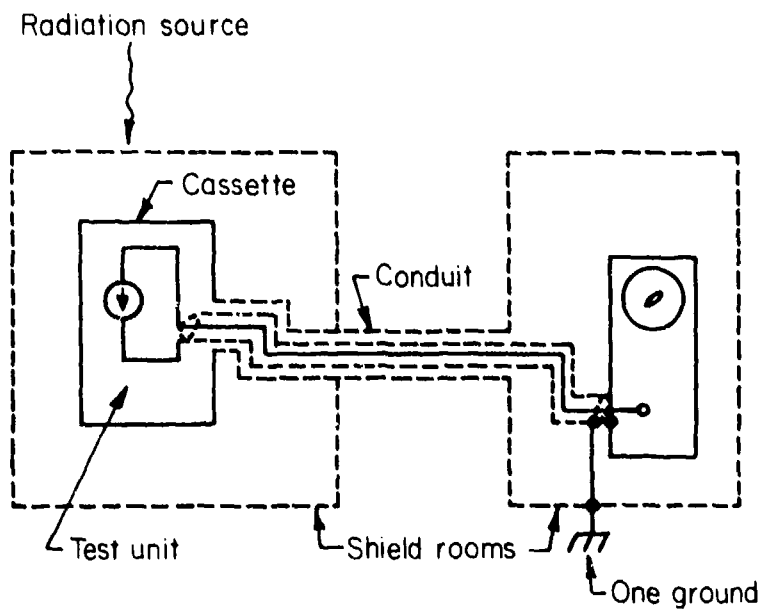 Radiation source
Cassette
Conduit
Test unit
Shield rooms
One ground